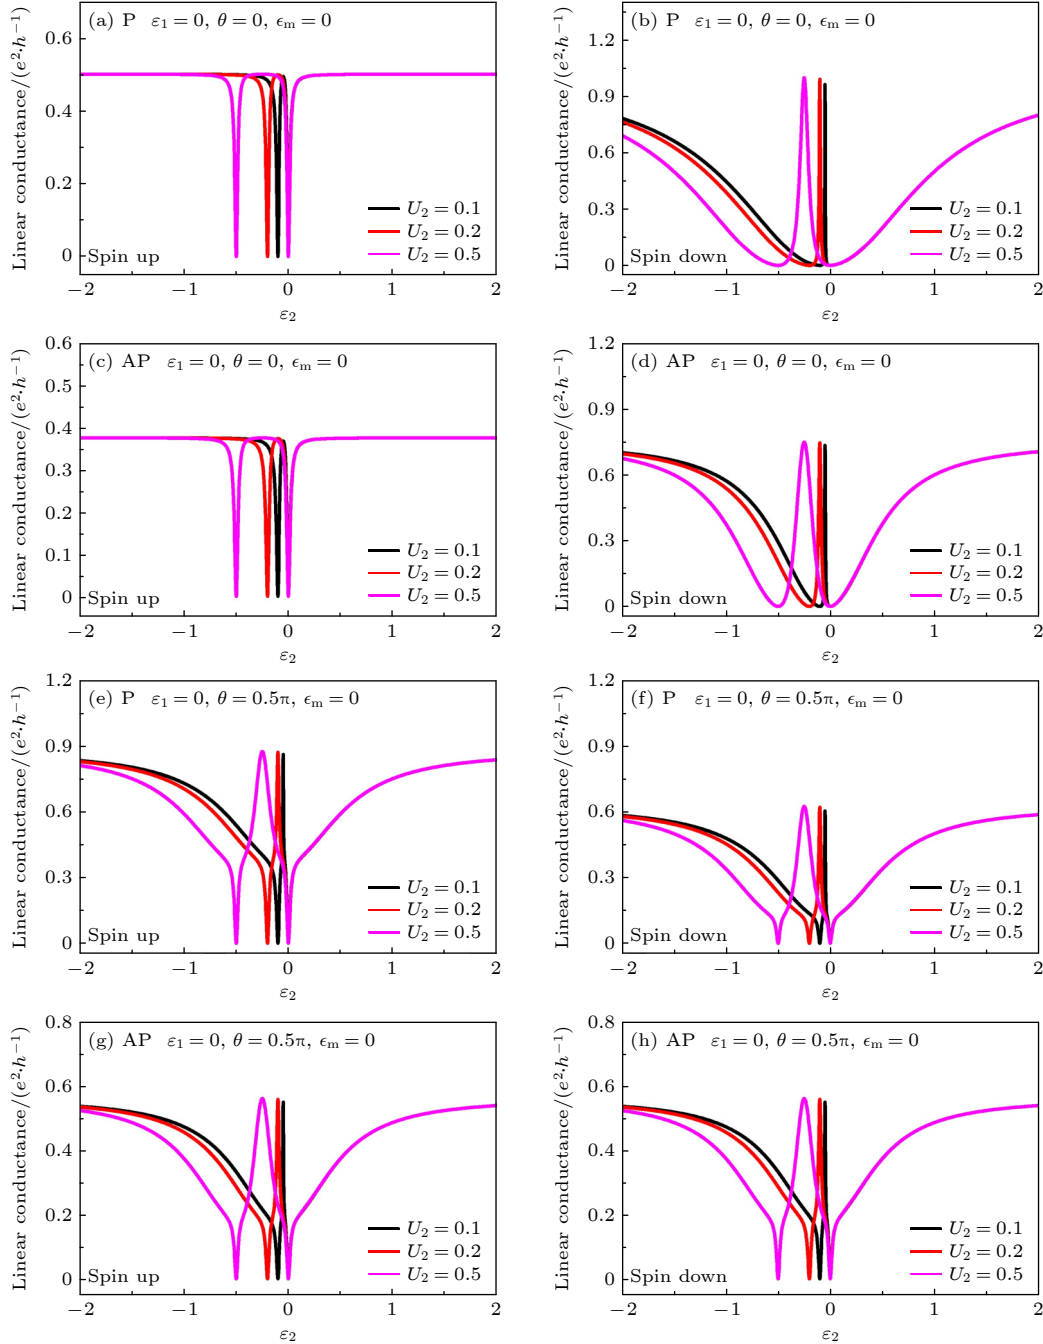 (a) P ε₁ = 0, θ = 0, ϵₘ = 0
Linear conductance/(e²·h⁻¹)
0.6
0.4
0.2
0
U₂ = 0.1
U₂ = 0.2
U₂ = 0.5
Spin up
−2 −1 0 1 2
ε₂
(b) P ε₁ = 0, θ = 0, ϵₘ = 0
Linear conductance/(e²·h⁻¹)
1.2
0.9
0.6
0.3
0
U₂ = 0.1
U₂ = 0.2
U₂ = 0.5
Spin down
−2 −1 0 1 2
ε₂
(c) AP ε₁ = 0, θ = 0, ϵₘ = 0
Linear conductance/(e²·h⁻¹)
0.6
0.5
0.4
0.3
0.1
0
U₂ = 0.1
U₂ = 0.2
U₂ = 0.5
Spin up
−2 −1 0 1 2
ε₂
(d) AP ε₁ = 0, θ = 0, ϵₘ = 0
Linear conductance/(e²·h⁻¹)
1.2
0.9
0.6
0.3
0
U₂ = 0.1
U₂ = 0.2
U₂ = 0.5
Spin down
−2 −1 0 1 2
ε₂
(e) P ε₁ = 0, θ = 0.5π, ϵₘ = 0
Linear conductance/(e²·h⁻¹)
1.2
0.9
0.6
0.3
0
U₂ = 0.1
U₂ = 0.2
U₂ = 0.5
Spin up
−2 −1 0 1 2
ε₂
(f) P ε₁ = 0, θ = 0.5π, ϵₘ = 0
Linear conductance/(e²·h⁻¹)
1.2
0.9
0.6
0.3
0
U₂ = 0.1
U₂ = 0.2
U₂ = 0.5
Spin down
−2 −1 0 1 2
ε₂
(g) AP ε₁ = 0, θ = 0.5π, ϵₘ = 0
Linear conductance/(e²·h⁻¹)
0.8
0.6
0.4
0.2
0
U₂ = 0.1
U₂ = 0.2
U₂ = 0.5
Spin up
−2 −1 0 1 2
ε₂
(h) AP ε₁ = 0, θ = 0.5π, ϵₘ = 0
Linear conductance/(e²·h⁻¹)
0.8
0.6
0.4
0.2
0
U₂ = 0.1
U₂ = 0.2
U₂ = 0.5
Spin down
−2 −1 0 1 2
ε₂